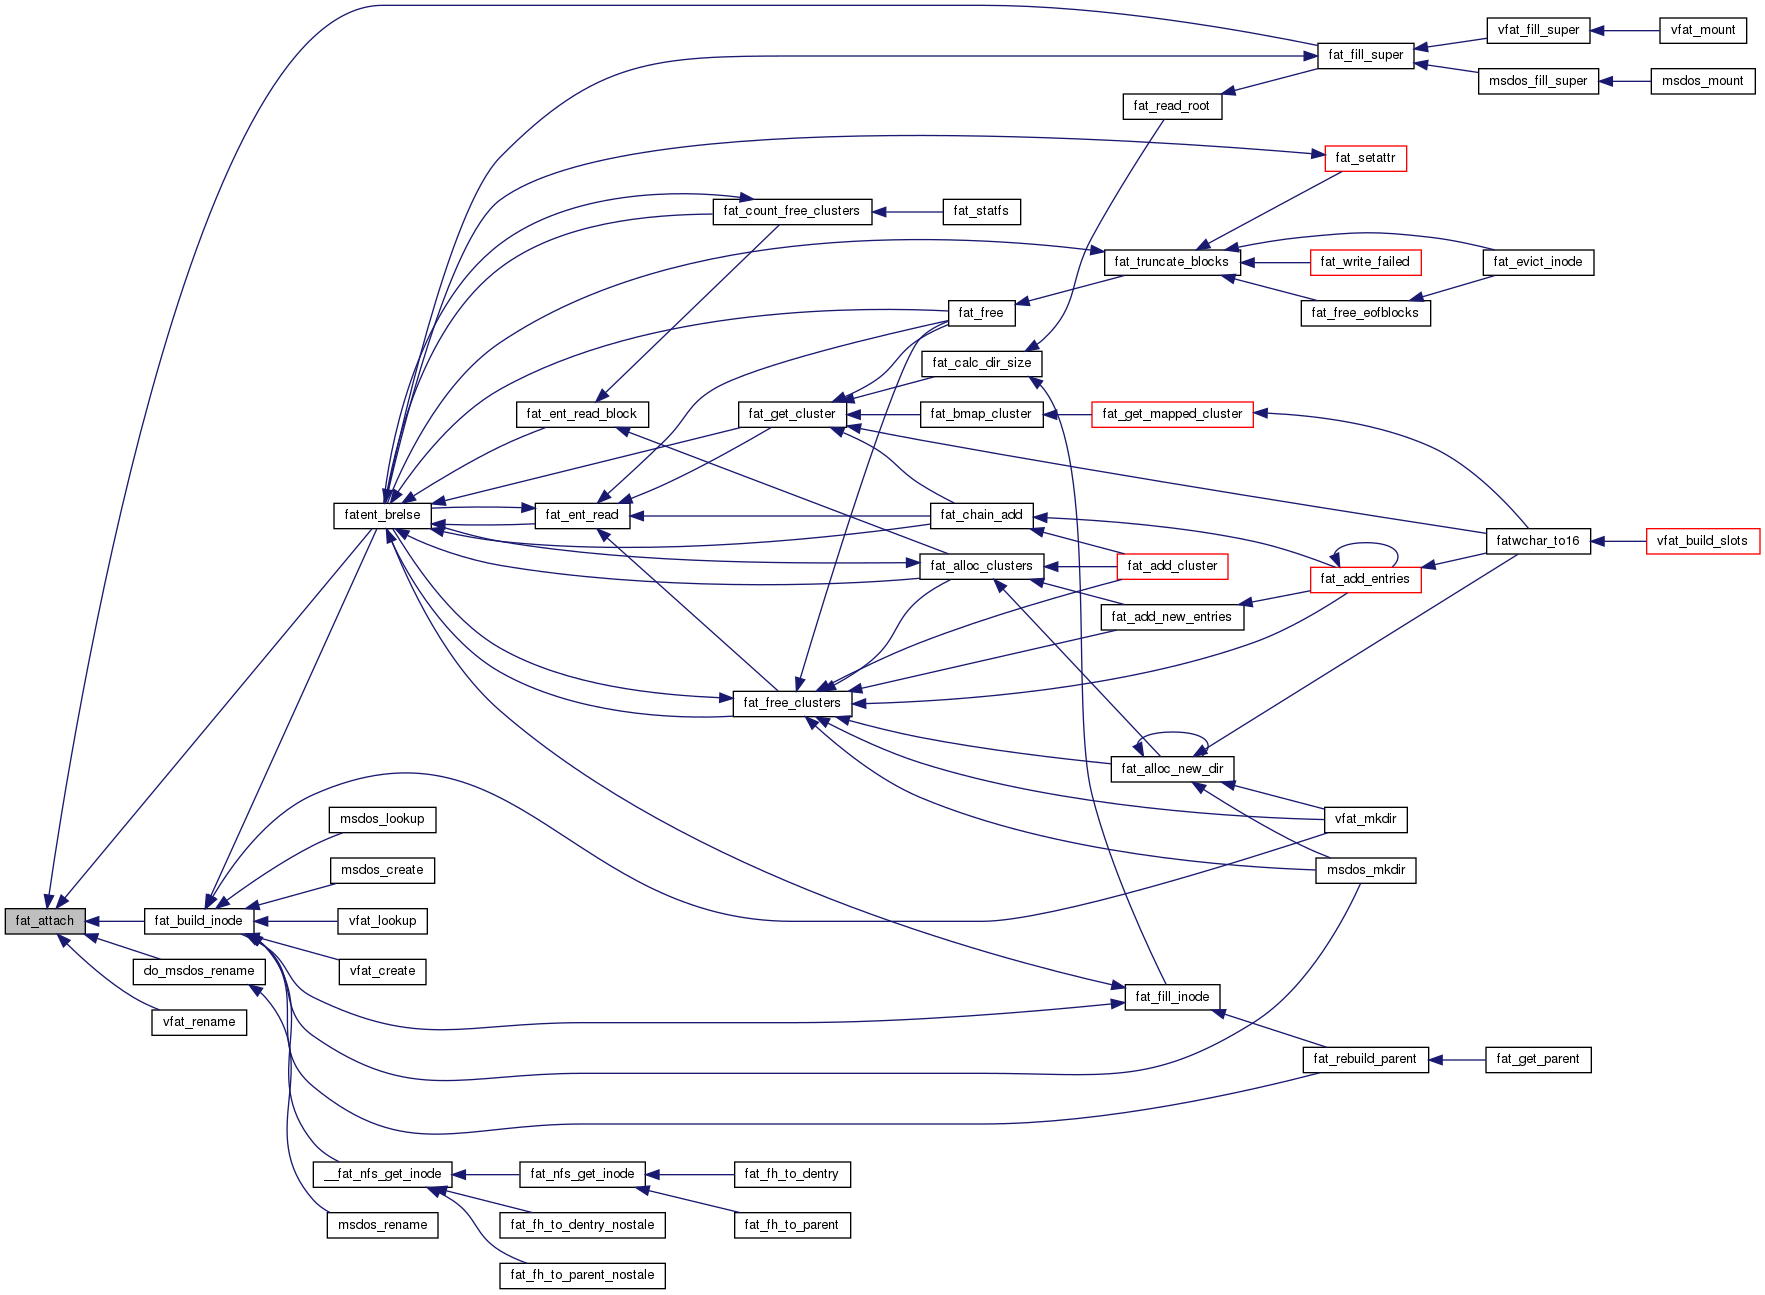 vfat_fill_super
vfat_mount
fat_fill_super
msdos_fill_super
msdos_mount
fat_read_root
fat_setattr
fat_count_free_clusters
fat_statfs
fat_truncate_blocks
fat_write_failed
fat_evict_inode
fat_free
fat_free_eofblocks
fat_calc_dir_size
fat_ent_read_block
fat_get_cluster
fat_bmap_cluster
fat_get_mapped_cluster
fatent_brelse
fat_ent_read
fat_chain_add
fatwchar_to16
vfat_build_slots
fat_alloc_clusters
fat_add_cluster
fat_add_entries
fat_add_new_entries
fat_free_clusters
fat_alloc_new_dir
msdos_lookup
vfat_mkdir
msdos_create
msdos_mkdir
fat_attach
fat_build_inode
vfat_lookup
do_msdos_rename
vfat_create
fat_fill_inode
vfat_rename
fat_rebuild_parent
fat_get_parent
__fat_nfs_get_inode
fat_nfs_get_inode
fat_fh_to_dentry
msdos_rename
fat_fh_to_dentry_nostale
fat_fh_to_parent
fat_fh_to_parent_nostale